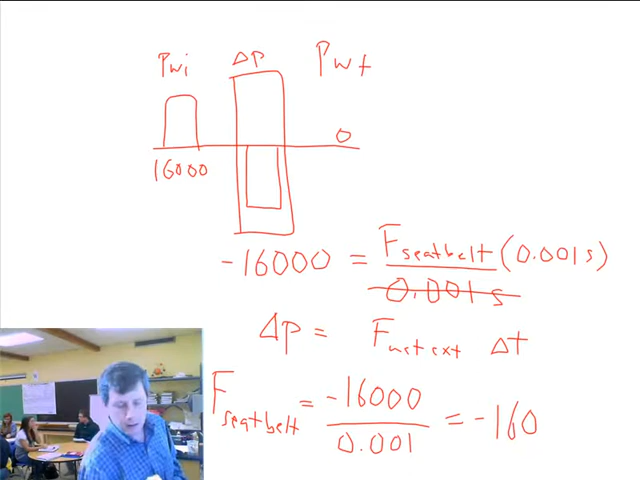 Pwi ΔP Pwf
0
16000
-16000 = Fseatbelt (0.001s)
0.001 s
Δp = Fnet ext Δt
Fseatbelt = -16000 = -160
0.001